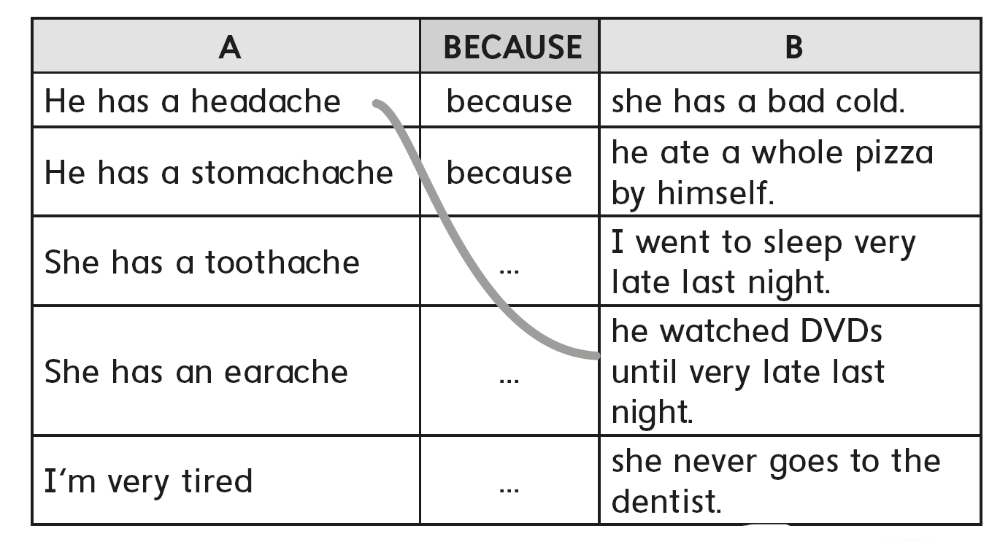 A BECAUSE B
He has a headache because she has a bad cold.
He has a stomachache because he ate a whole pizza
by himself.
She has a toothache ... I went to sleep very
late last night.
She has an earache ... he watched DVDs
until very late last
night.
I‘m very tired ... she never goes to the
dentist.